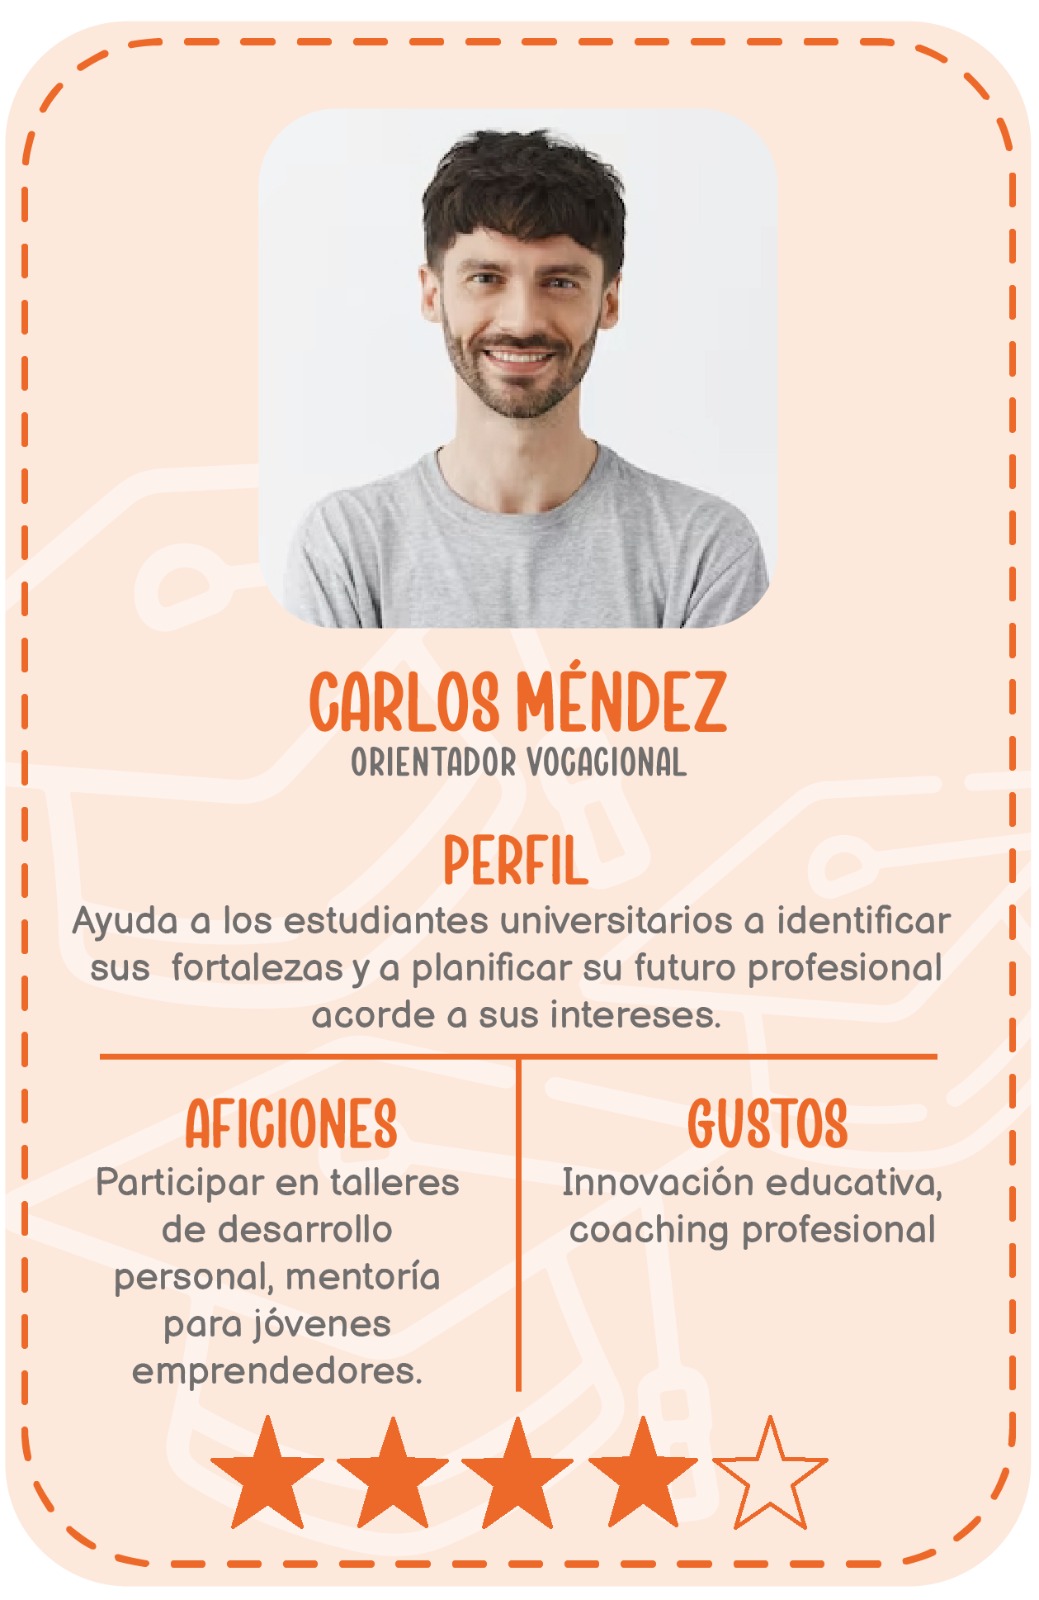 CARLOS MÉNDEZ
ORIENTADOR VOCACIONAL
PERFIL
Ayuda a los estudiantes universitarios a identificar
sus fortalezas y a planificar su futuro profesional
acorde a sus intereses.
AFICIONES
Participar en talleres
de desarrollo
personal, mentoría
para jóvenes
emprendedores.
GUSTOS
Innovación educativa,
coaching profesional